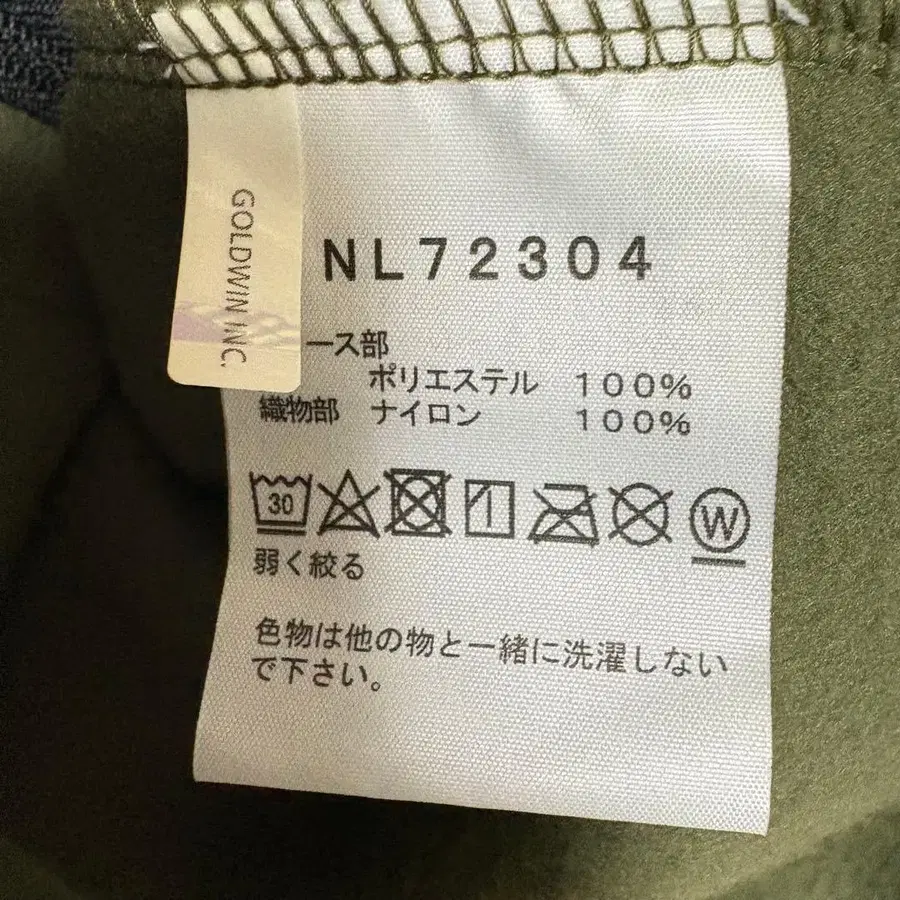 GOLDWIN INC.
NL72304
ース部
ポリエステル 100%
織物部 ナイロン 100%
30
W
弱く絞る
色物は他の物と一緒に洗濯しない
で下さい。